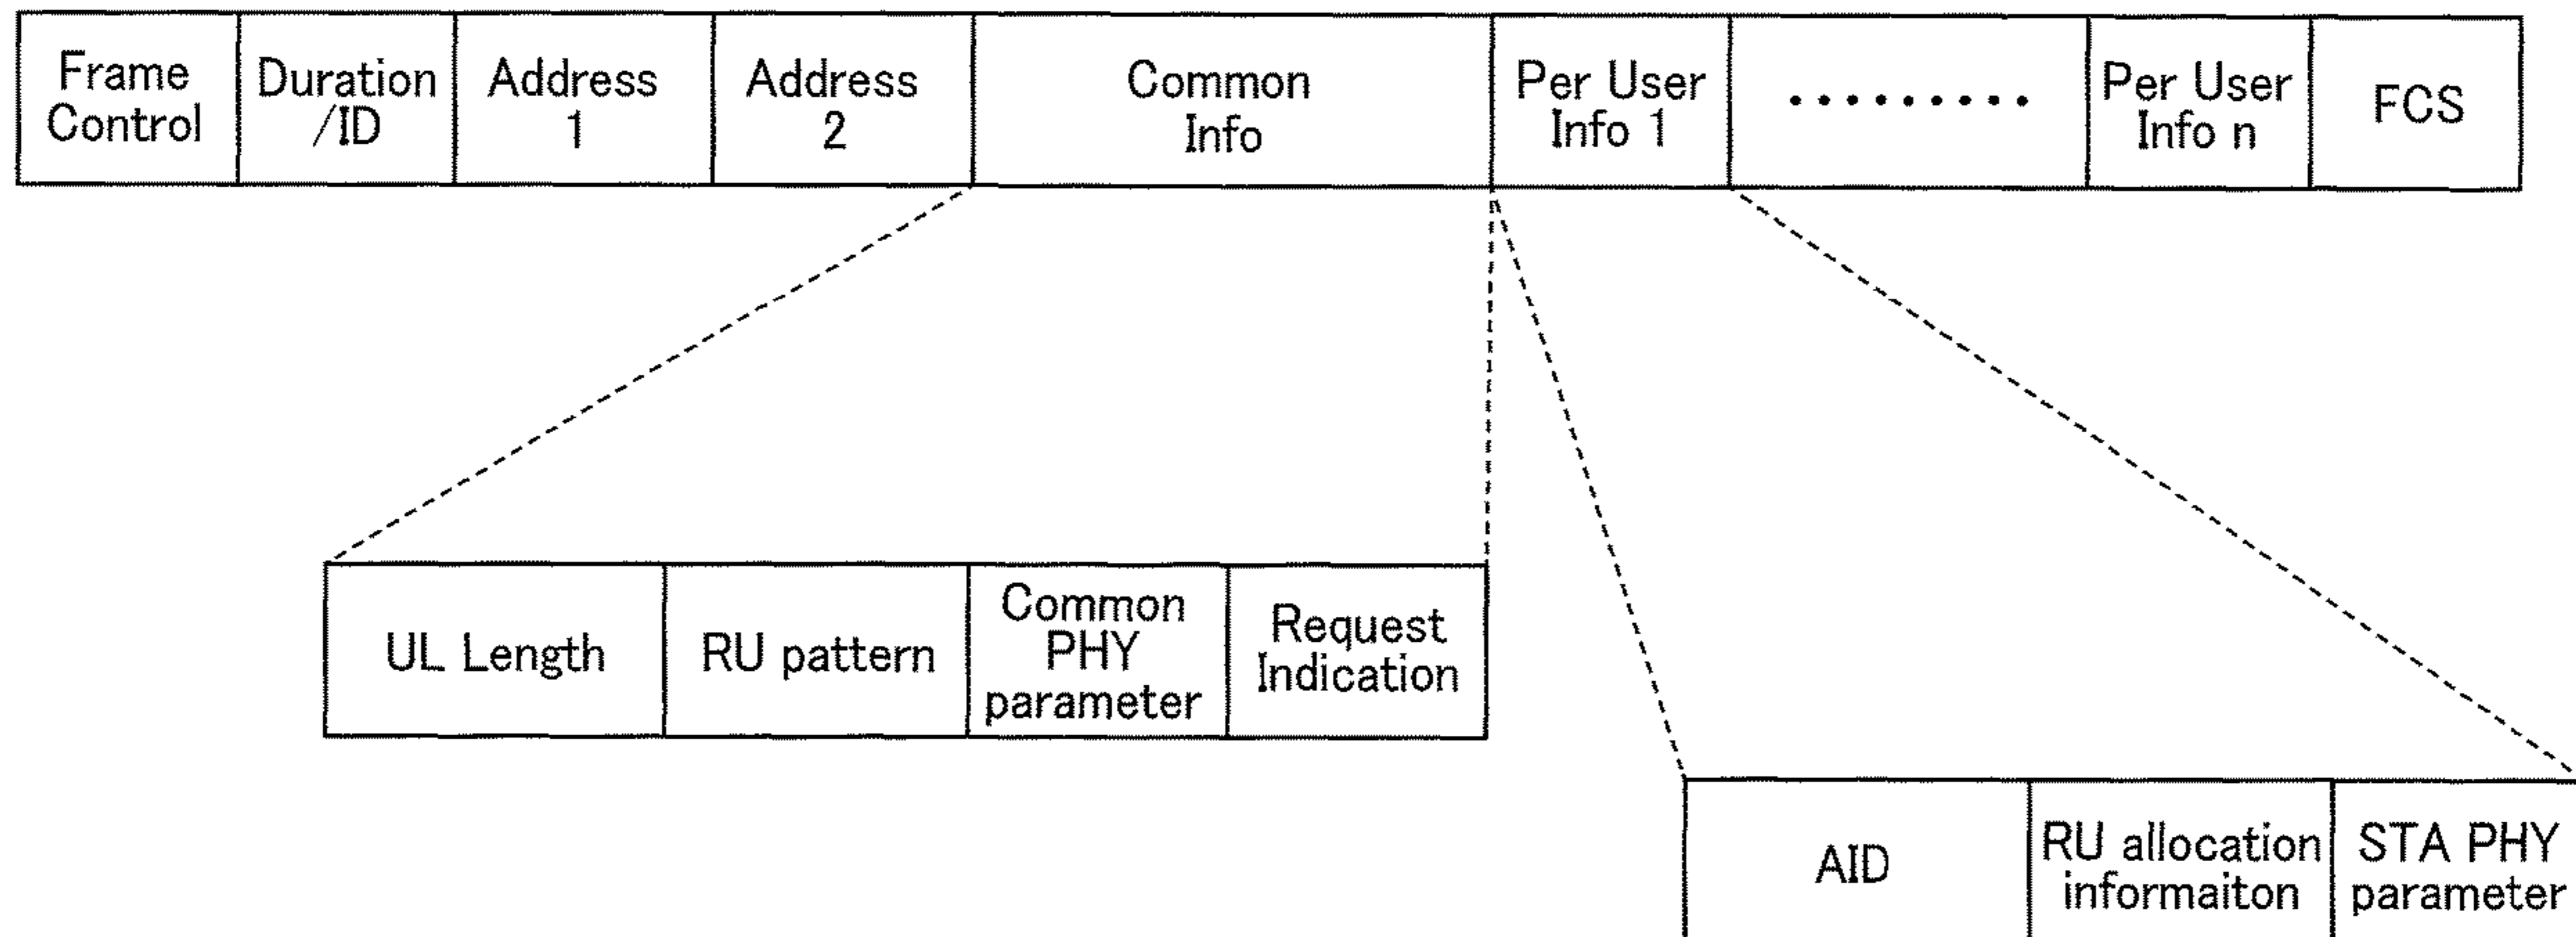 Frame
Control
Duration
/ID
Address
1
Address
2
Common
Info
Per User
Info 1
.........
Per User
Info n
FCS
UL Length
RU pattern
Common
PHY
parameter
Request
Indication
AID
RU allocation
informaiton
STA PHY
parameter